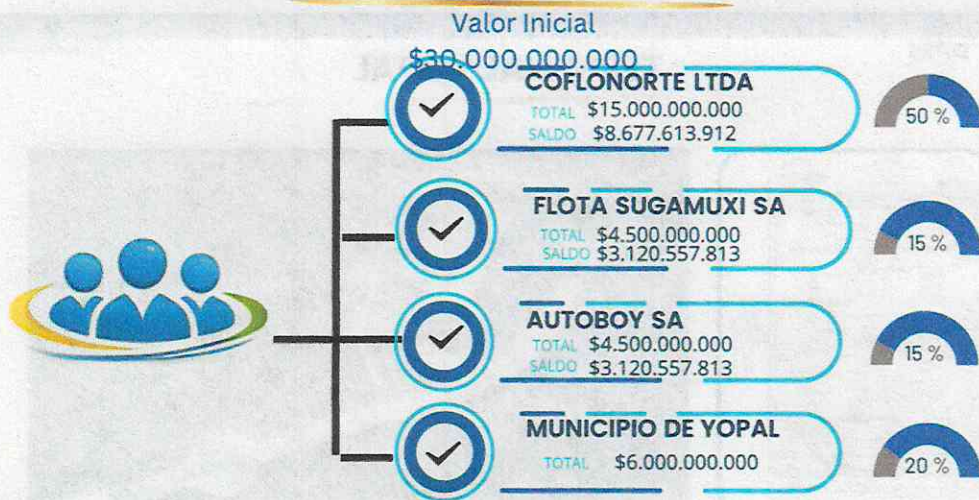 Valor Inicial
$30.000.000.000
COFLONORTE LTDA
TOTAL $15.000.000.000
SALDO $8.677.613.912
50 %
FLOTA SUGAMUXI SA
TOTAL $4.500.000.000
SALDO $3.120.557.813
15 %
AUTOBOY SA
TOTAL $4.500.000.000
SALDO $3.120.557.813
15 %
MUNICIPIO DE YOPAL
TOTAL $6.000.000.000
20 %